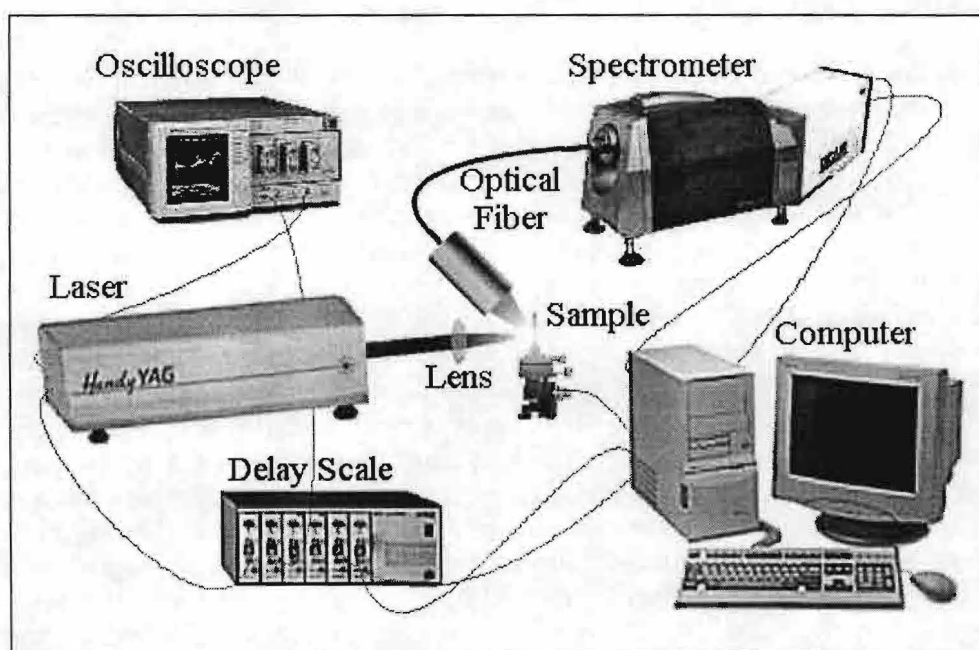 Oscilloscope
Spectrometer
Optical
Fiber
Laser
Sample
Computer
HandyYAG
Lens
Delay Scale